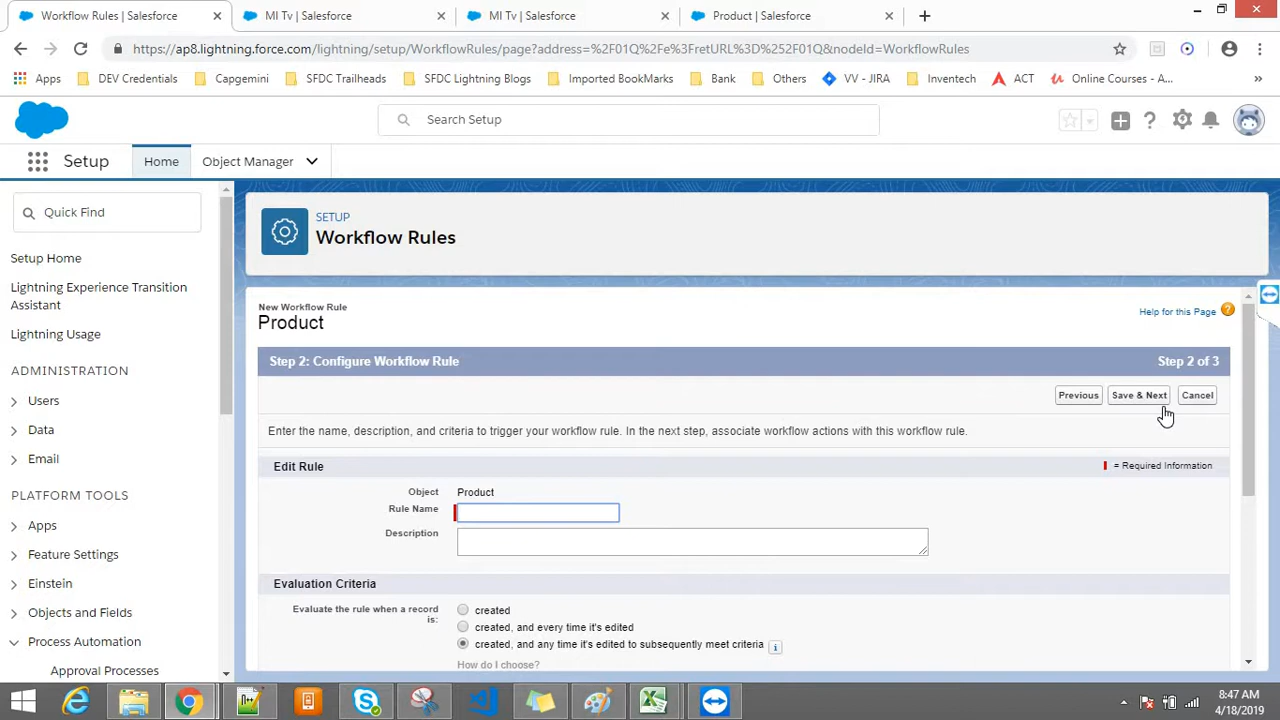 Workflow Rules | Salesforce
MI Tv | Salesforce
MI Tv | Salesforce
Product | Salesforce
https://ap8.lightning.force.com/lightning/setup/WorkflowRules/page?address=%2F01Q%2Fe%3FretURL%3D%252F01Q&nodeId=WorkflowRules
Apps
DEV Credentials
Capgemini
SFDC Trailheads
SFDC Lightning Blogs
Imported BookMarks
Bank
Others
VV - JIRA
Inventech
ACT
Online Courses - A...
Search Setup
Setup
Home
Object Manager
Quick Find
Setup Home
Lightning Experience Transition
Assistant
Lightning Usage
ADMINISTRATION
Users
Data
Email
PLATFORM TOOLS
Apps
Feature Settings
Einstein
Objects and Fields
Process Automation
Approval Processes
SETUP
Workflow Rules
New Workflow Rule
Product
Help for this Page
Step 2: Configure Workflow Rule
Step 2 of 3
Previous
Save & Next
Cancel
Enter the name, description, and criteria to trigger your workflow rule. In the next step, associate workflow actions with this workflow rule.
Edit Rule
= Required Information
Object
Product
Rule Name
Description
Evaluation Criteria
Evaluate the rule when a record
is:
created
created, and every time it's edited
created, and any time it's edited to subsequently meet criteria
How do I choose?
8:47 AM
4/18/2019